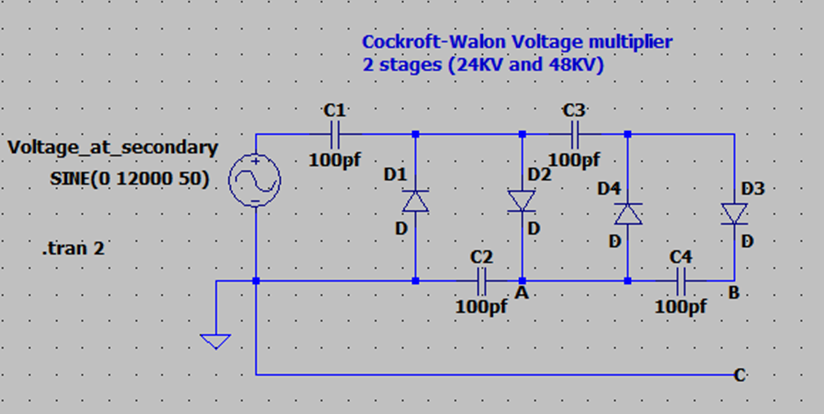 Cockroft-Walon Voltage multiplier
2 stages (24KV and 48KV)
C1
C3
Voltage_at_secondary
100pf
100pf
D1
D2
SINE(0 12000 50)
D4
D3
D
D
D
D
.tran 2
C2
C4
A
B
100pf
100pf
C